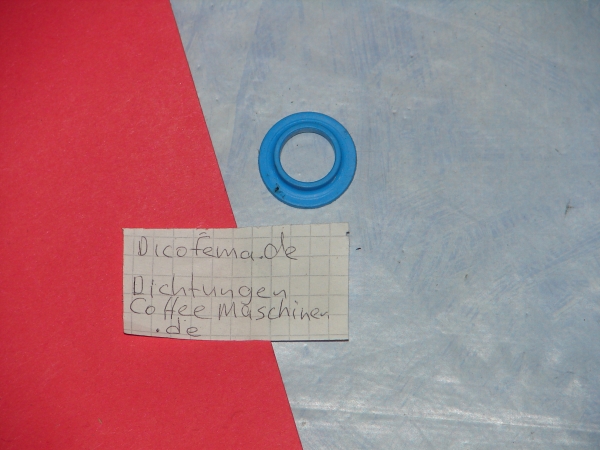 Dicofema.de
Dichtungen
Coffee Maschinen
.de